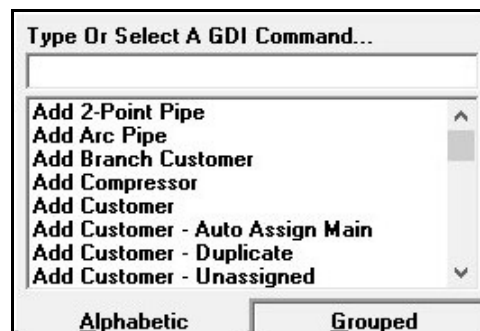 Type Or Select A GDI Command...
Add 2-Point Pipe
Add Arc Pipe
Add Branch Customer
Add Compressor
Add Customer
Add Customer - Auto Assign Main
Add Customer - Duplicate
Add Customer - Unassigned
Alphabetic Grouped